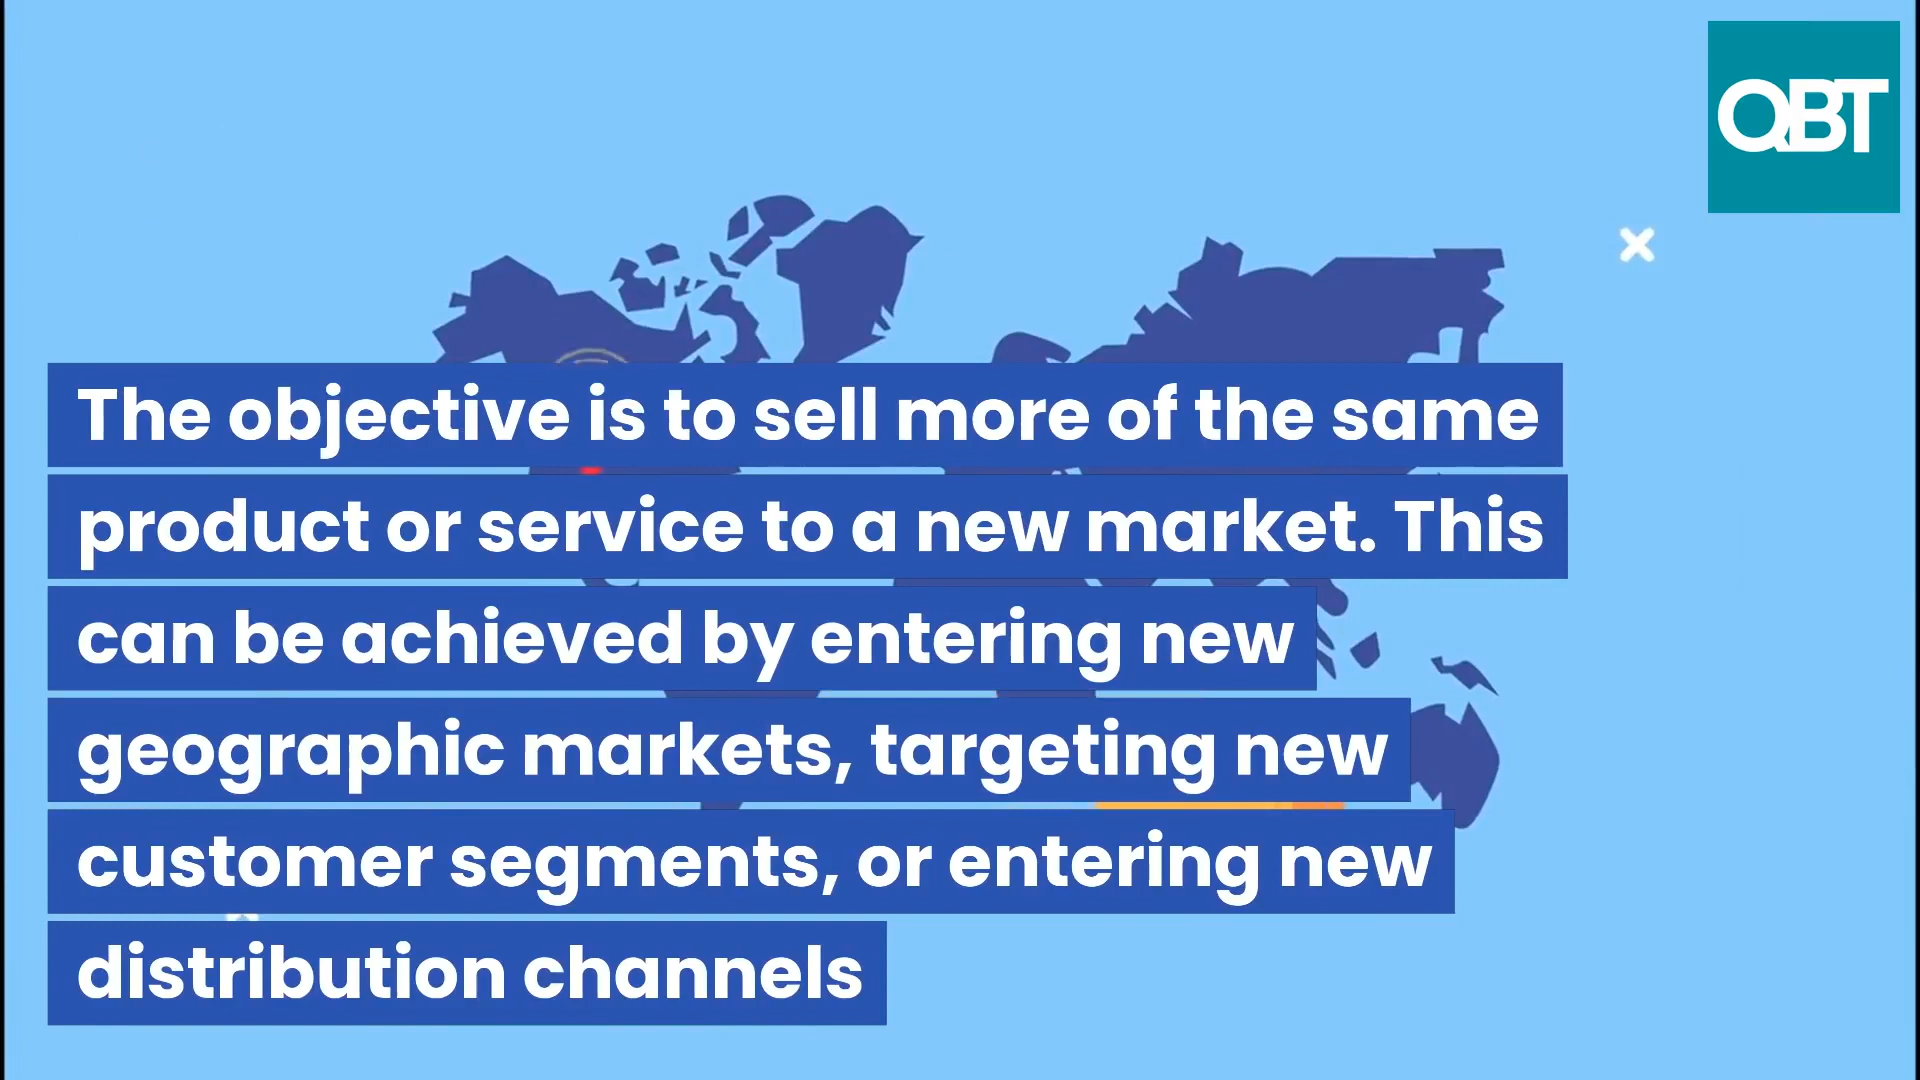 QBT
The objective is to sell more of the same
product or service to a new market. This
can be achieved by entering new
geographic markets, targeting new
customer segments, or entering new
distribution channels